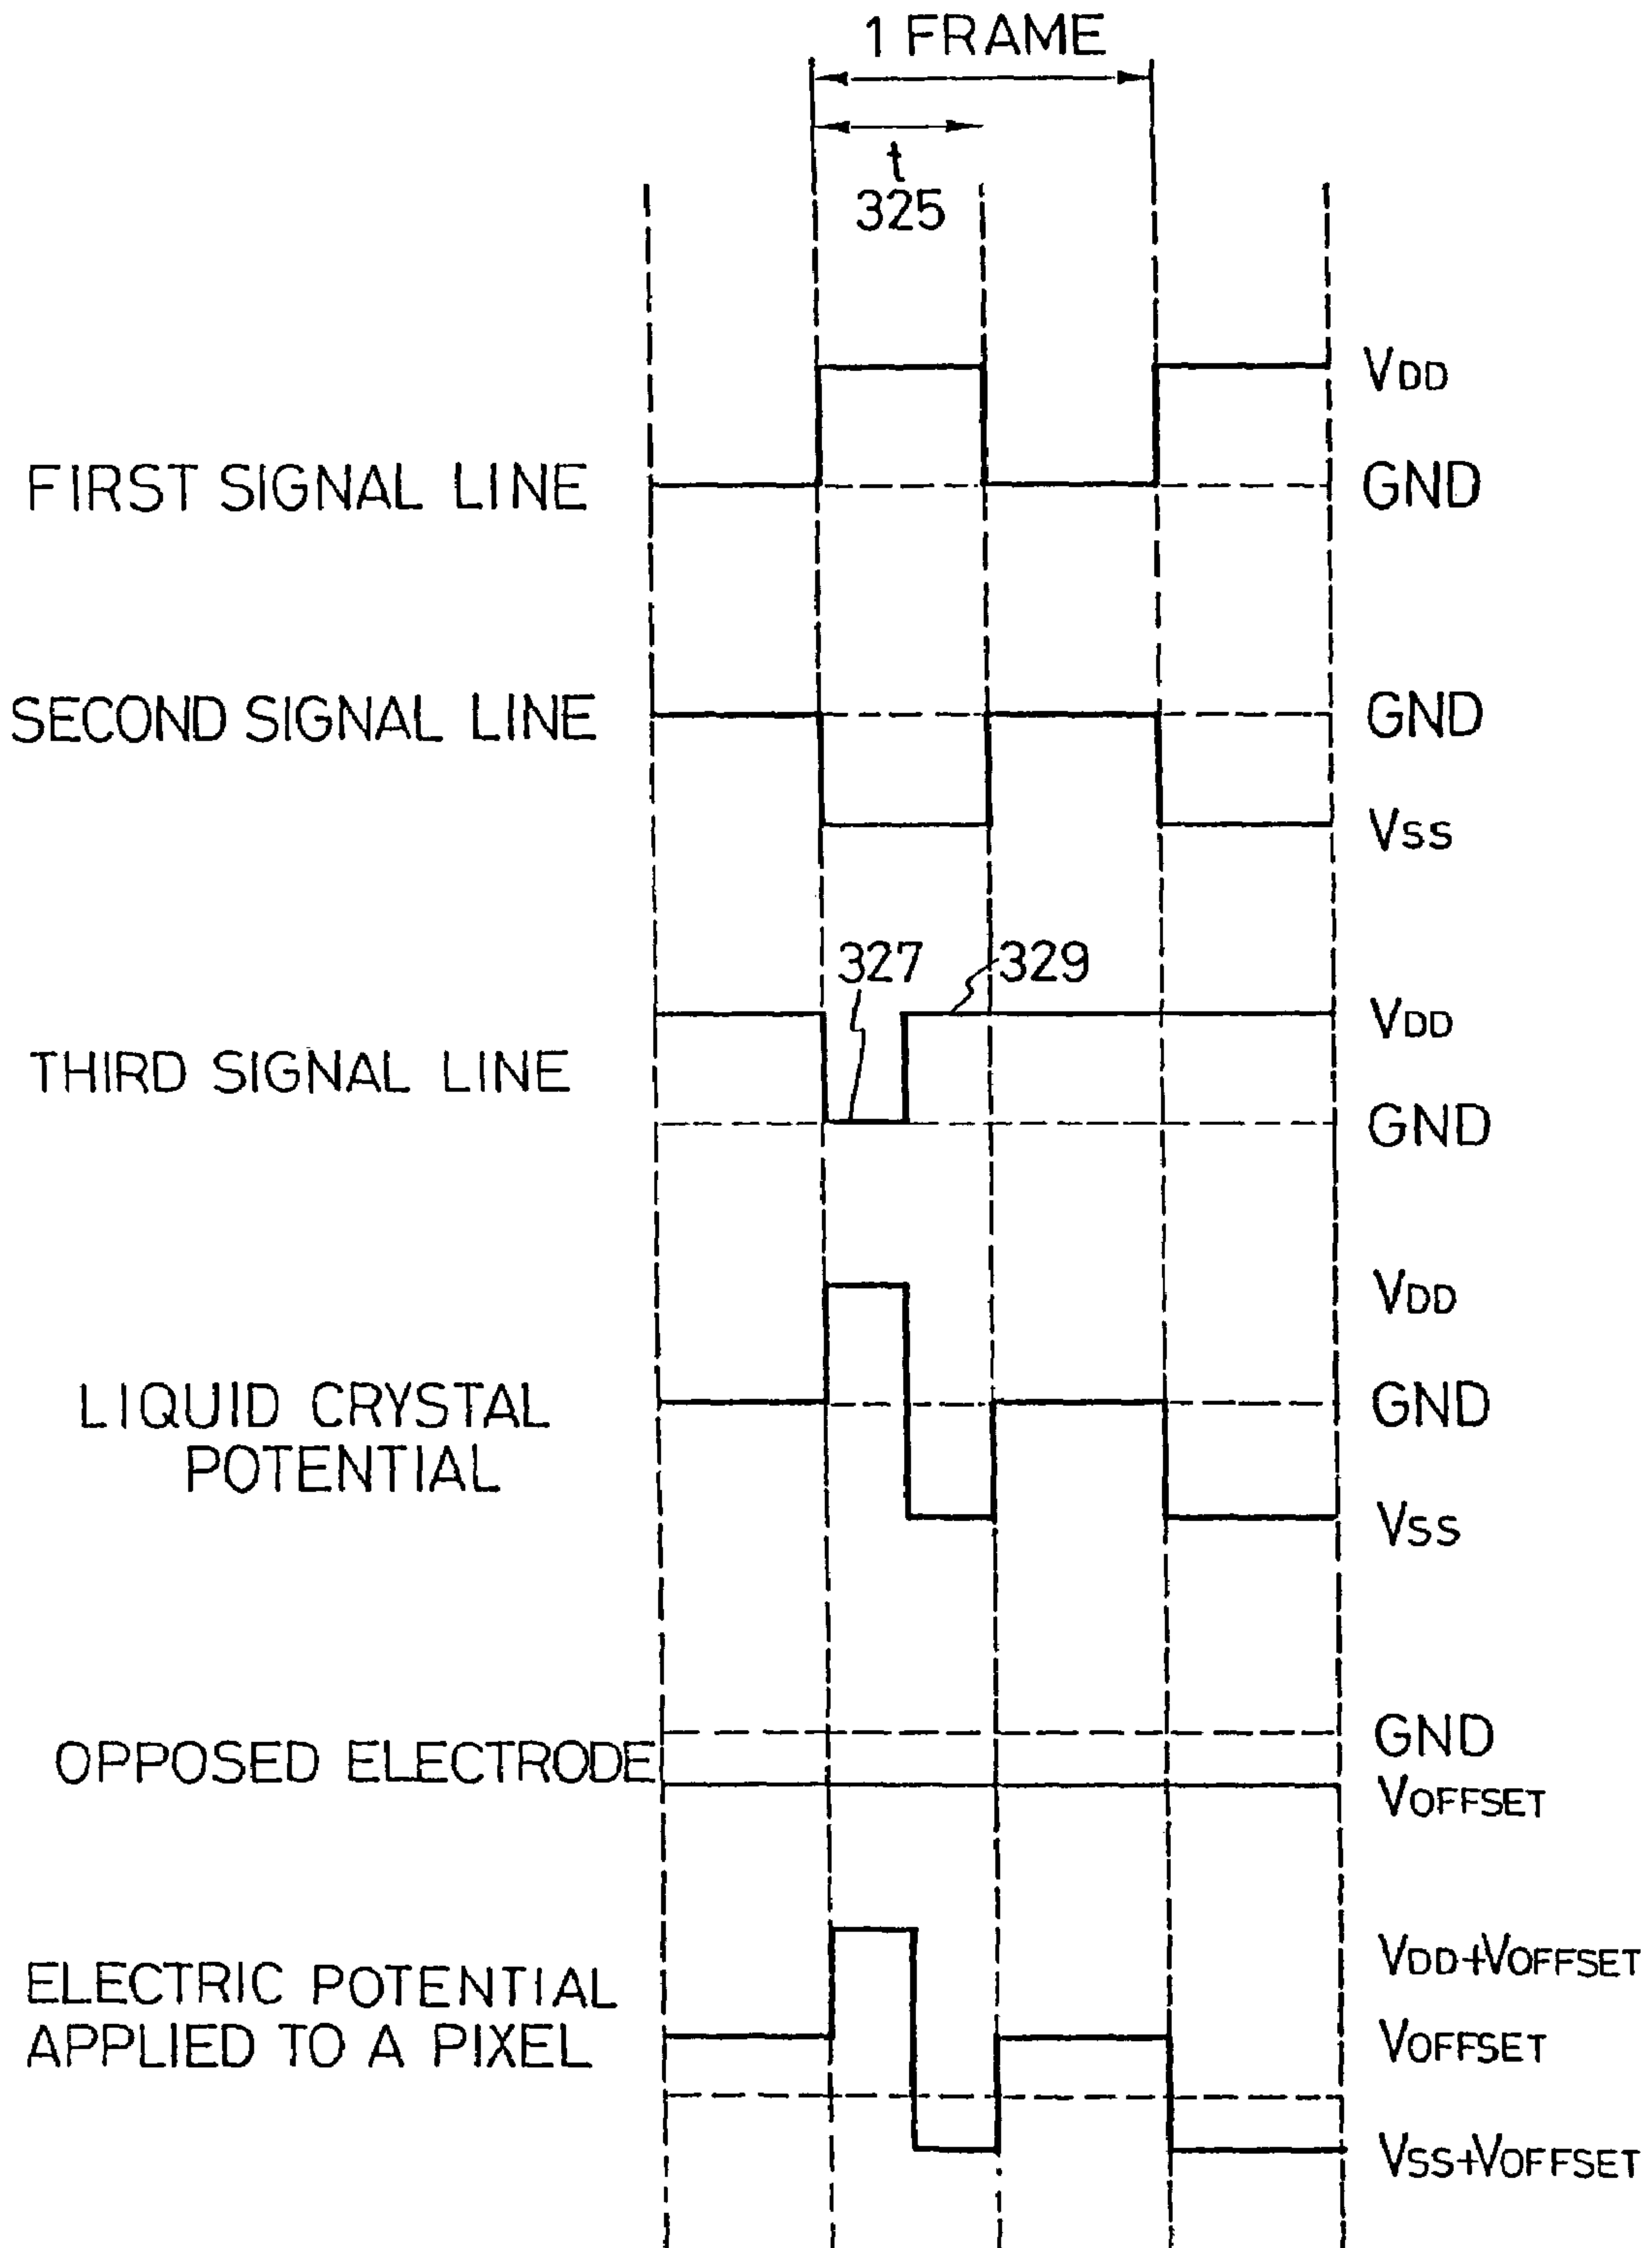 1 FRAME
t
325
VDD
FIRST SIGNAL LINE
GND
SECOND SIGNAL LINE
GND
VSS
327
329
VDD
THIRD SIGNAL LINE
GND
VDD
LIQUID CRYSTAL
POTENTIAL
GND
VSS
GND
OPPOSED ELECTRODE
VOFFSET
VDD+VOFFSET
ELECTRIC POTENTIAL
APPLIED TO A PIXEL
VOFFSET
VSS+VOFFSET